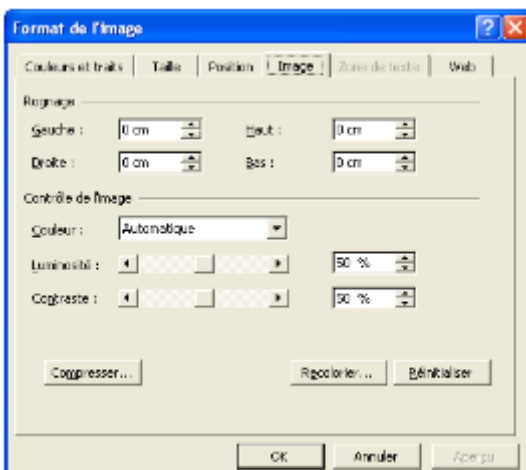 Format de l'image
Couleurs et traits Taille Position Image Zone de texte Web
Rognage
Gauche : 0 cm Haut : 0 cm
Droite : 0 cm Bas : 0 cm
Contrôle de l'image
Couleur : Automatique
Luminosité : 50 %
Contraste : 50 %
Compresser... Recolorier... Réinitialiser
OK Annuler Aperçu